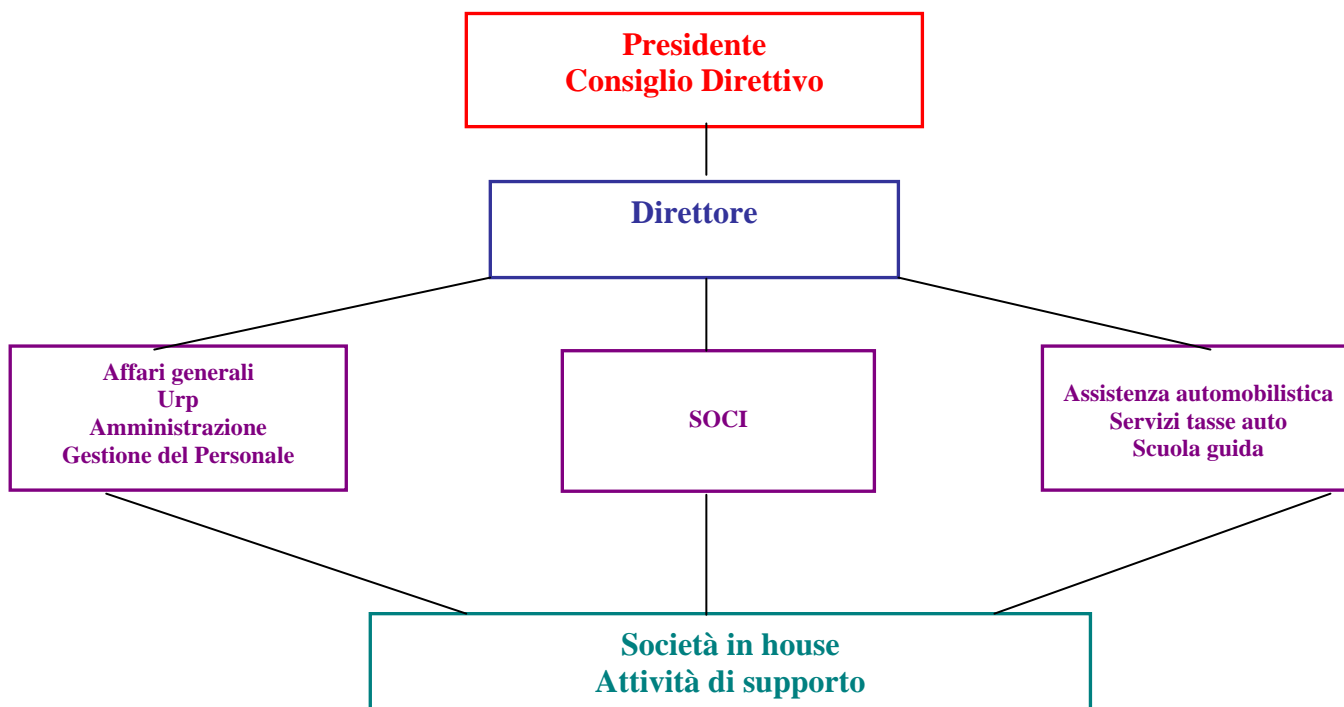 Presidente
Consiglio Direttivo
Direttore
Affari generali
Urp
Amministrazione
Gestione del Personale
SOCI
Assistenza automobilistica
Servizi tasse auto
Scuola guida
Società in house
Attività di supporto